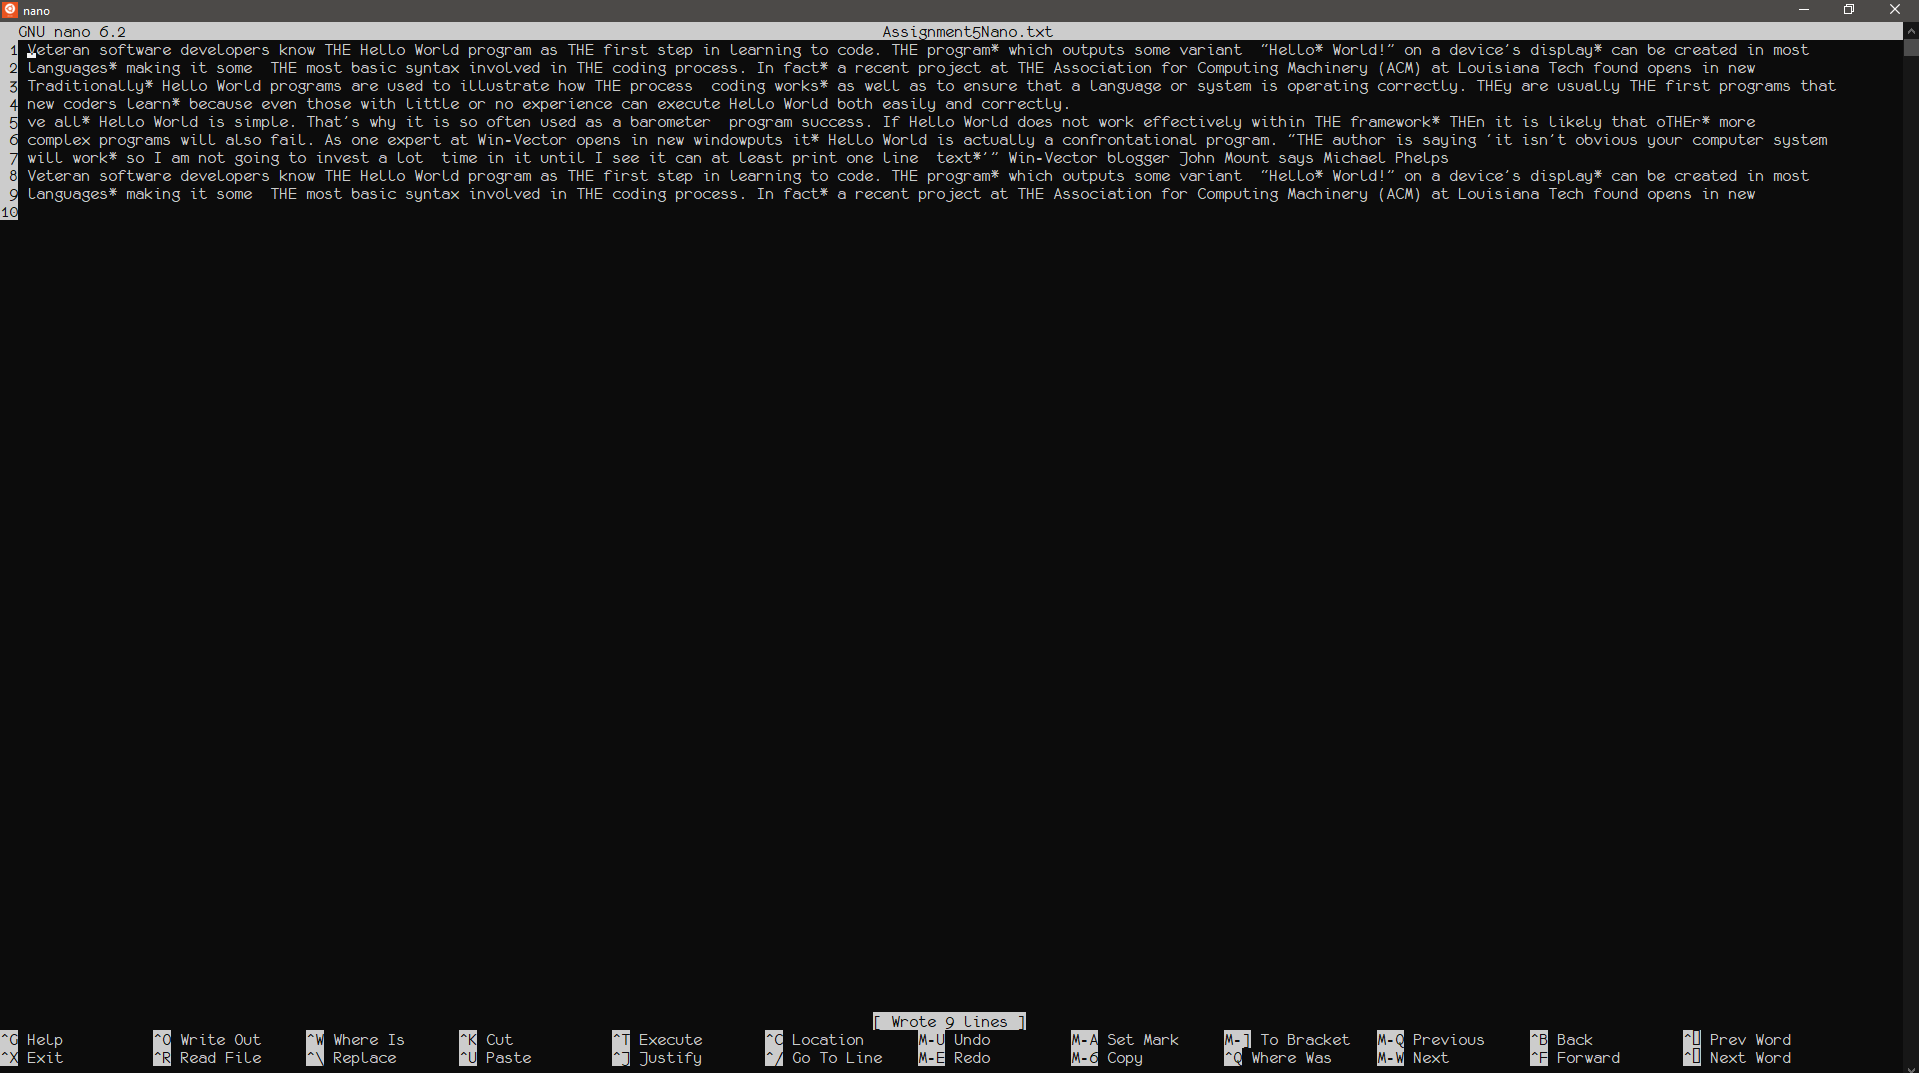 nano
GNU nano 6.2 Assignment5Nano.txt
1 Veteran software developers know THE Hello World program as THE first step in learning to code. THE program* which outputs some variant  “Hello* World!” on a device’s display* can be created in most
2 languages* making it some  THE most basic syntax involved in THE coding process. In fact* a recent project at THE Association for Computing Machinery (ACM) at Louisiana Tech found opens in new
3 Traditionally* Hello World programs are used to illustrate how THE process  coding works* as well as to ensure that a language or system is operating correctly. THEy are usually THE first programs that
4 new coders learn* because even those with little or no experience can execute Hello World both easily and correctly.
5 ve all* Hello World is simple. That’s why it is so often used as a barometer  program success. If Hello World does not work effectively within THE framework* THEn it is likely that oTHEr* more
6 complex programs will also fail. As one expert at Win-Vector opens in new windowputs it* Hello World is actually a confrontational program. “THE author is saying ‘it isn’t obvious your computer system
7 will work* so I am not going to invest a lot  time in it until I see it can at least print one line  text*’” Win-Vector blogger John Mount says Michael Phelps
8 Veteran software developers know THE Hello World program as THE first step in learning to code. THE program* which outputs some variant  “Hello* World!” on a device’s display* can be created in most
9 languages* making it some  THE most basic syntax involved in THE coding process. In fact* a recent project at THE Association for Computing Machinery (ACM) at Louisiana Tech found opens in new
10
[ Wrote 9 lines ]
^G Help ^O Write Out ^W Where Is ^K Cut ^T Execute ^C Location M-U Undo M-A Set Mark M-] To Bracket M-Q Previous ^B Back ^▯ Prev Word
^X Exit ^R Read File ^\ Replace ^U Paste ^J Justify ^/ Go To Line M-E Redo M-6 Copy ^Q Where Was M-W Next ^F Forward ^▯ Next Word